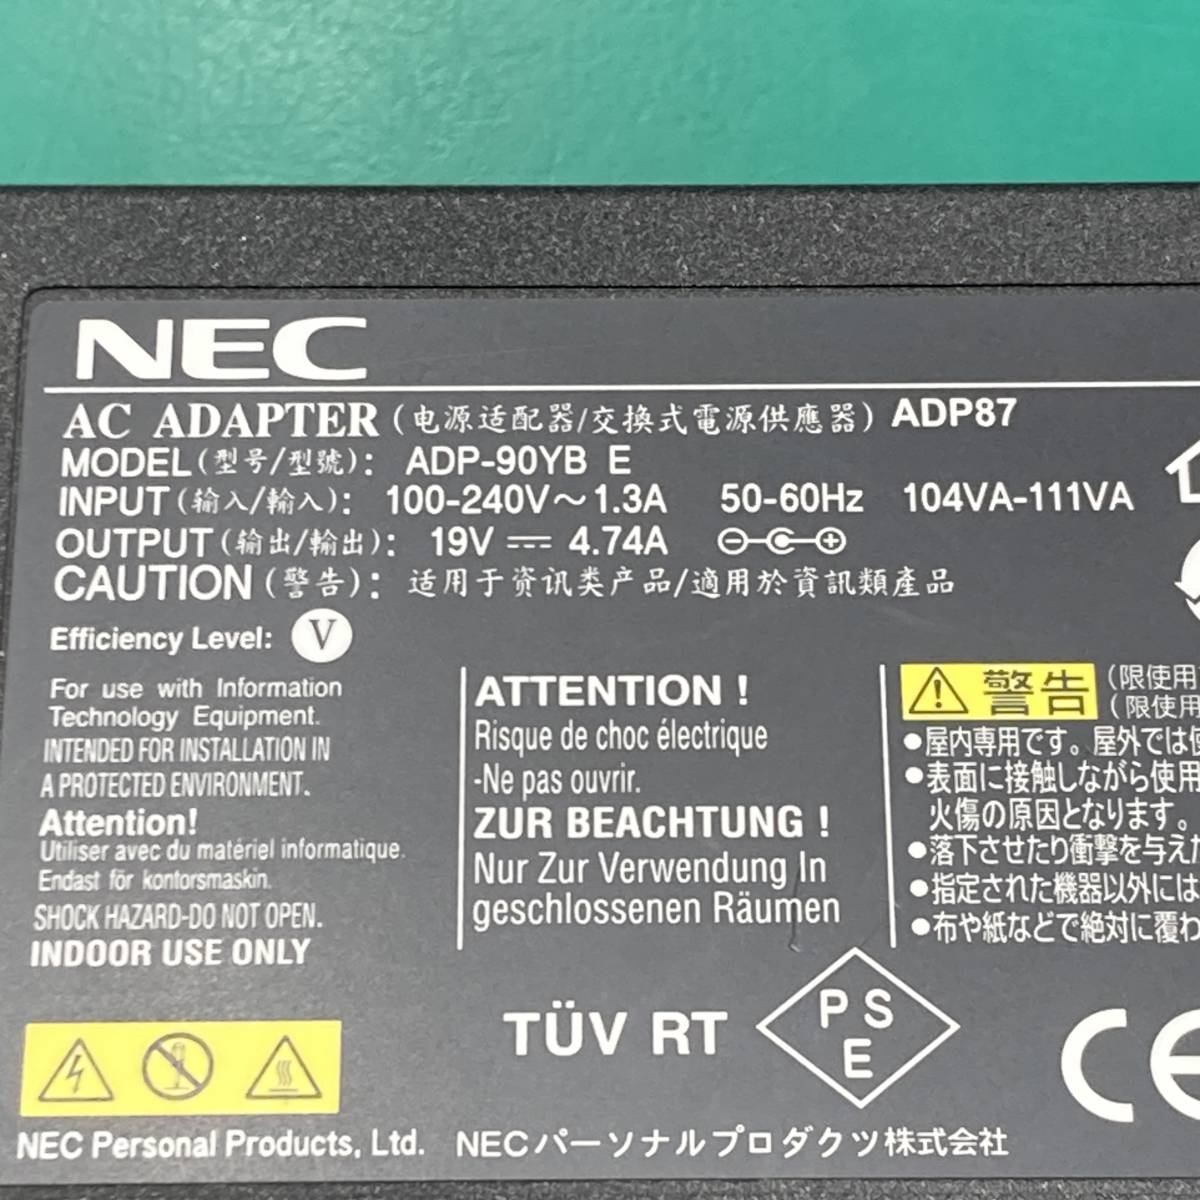 NEC
AC ADAPTER (电源适配器/交換式電源供應器) ADP87
MODEL (型号/型號): ADP-90YB E
INPUT (输入/輸入): 100-240V～1.3A 50-60Hz 104VA-111VA
OUTPUT (输出/輸出): 19V ⎓ 4.74A
CAUTION (警告): 适用于资讯类产品/適用於資訊類產品
Efficiency Level: V
For use with Information
Technology Equipment.
INTENDED FOR INSTALLATION IN
A PROTECTED ENVIRONMENT.
Attention!
Utiliser avec du matériel informatique.
Endast för kontorsmaskin.
SHOCK HAZARD-DO NOT OPEN.
INDOOR USE ONLY
ATTENTION !
Risque de choc électrique
-Ne pas ouvrir.
ZUR BEACHTUNG !
Nur Zur Verwendung In
geschlossenen Räumen
警告 (限使用
(限使用
●屋内専用です。屋外では使
●表面に接触しながら使用
火傷の原因となります。
●落下させたり衝撃を与えた
●指定された機器以外には
●布や紙などで絶対に覆わ
TÜV RT
PS
E
CE
NEC Personal Products, Ltd. NECパーソナルプロダクツ株式会社